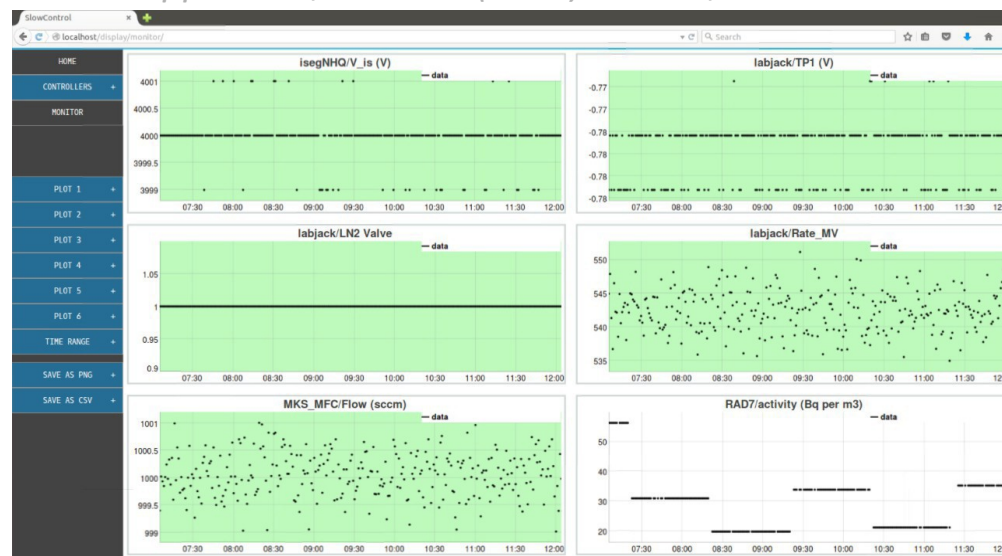 SlowControl
localhost/display/monitor/
Search
HOME
CONTROLLERS +
MONITOR
PLOT 1 +
PLOT 2 +
PLOT 3 +
PLOT 4 +
PLOT 5 +
PLOT 6 +
TIME RANGE +
SAVE AS PNG +
SAVE AS CSV +
isegNHQ/V_is (V)
data
4001
4000.5
4000
3999.5
3999
07:30 08:00 08:30 09:00 09:30 10:00 10:30 11:00 11:30 12:00
labjack/TP1 (V)
data
-0.77
-0.77
-0.78
-0.78
-0.78
-0.78
07:30 08:00 08:30 09:00 09:30 10:00 10:30 11:00 11:30
labjack/LN2 Valve
data
1.05
1
0.95
0.9
07:30 08:00 08:30 09:00 09:30 10:00 10:30 11:00 11:30 12:00
labjack/Rate_MV
data
550
545
540
535
07:30 08:00 08:30 09:00 09:30 10:00 10:30 11:00 11:30 12:00
MKS_MFC/Flow (sccm)
data
1001
1000.5
1000
999.5
999
07:30 08:00 08:30 09:00 09:30 10:00 10:30 11:00 11:30 12:00
RAD7/activity (Bq per m3)
data
50
40
30
20
07:30 08:00 08:30 09:00 09:30 10:00 10:30 11:00 11:30 12:00